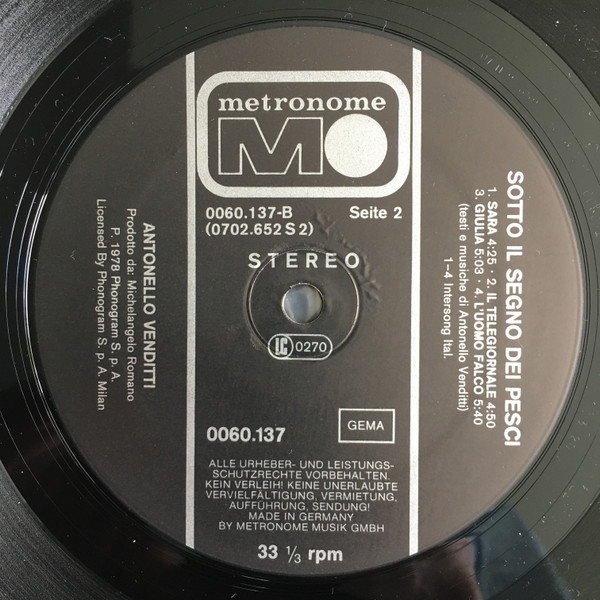 metronome
MO
0060.137-B Seite 2
(0702.652 S 2)
STEREO
LC 0270
0060.137
GEMA
ALLE URHEBER- UND LEISTUNGS-
SCHUTZRECHTE VORBEHALTEN.
KEIN VERLEIH! KEINE UNERLAUBTE
VERVIELFÄLTIGUNG, VERMIETUNG,
AUFFÜHRUNG, SENDUNG!
MADE IN GERMANY
BY METRONOME MUSIK GMBH
33 ⅓ rpm
SOTTO IL SEGNO DEI PESCI
1. SARA 4:25 · 2. IL TELEGIORNALE 4:50
3. GIULIA 5:03 · 4. L'UOMO FALCO 5:40
(testi e musiche di Antonello Venditti)
1-4 Intersong Ital.
ANTONELLO VENDITTI
Prodotto da: Michelangelo Romano
P. 1978 Phonogram S. p. A.
Licensed By Phonogram S. p. A. Milan